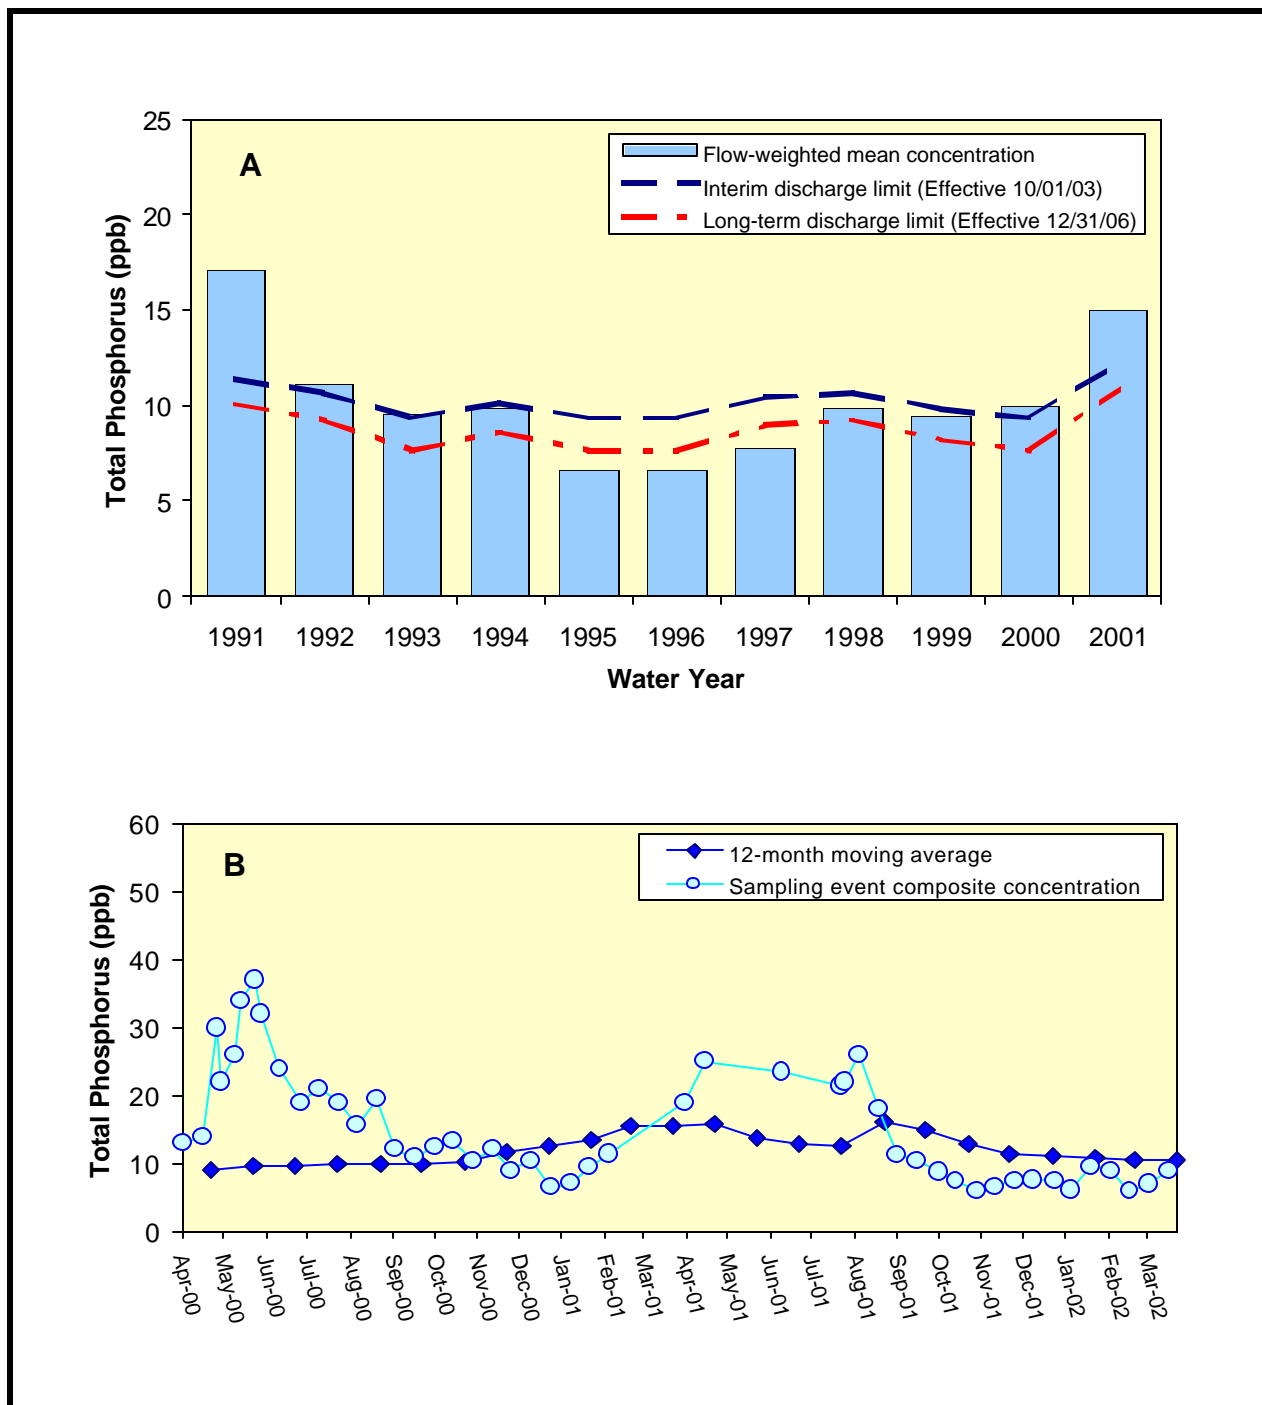 25
20
15
10
5
0
Total Phosphorus (ppb)
A
Flow-weighted mean concentration
Interim discharge limit (Effective 10/01/03)
Long-term discharge limit (Effective 12/31/06)
1991 1992 1993 1994 1995 1996 1997 1998 1999 2000 2001
Water Year
60
50
40
30
20
10
0
Total Phosphorus (ppb)
B
12-month moving average
Sampling event composite concentration
Apr-00
May-00
Jun-00
Jul-00
Aug-00
Sep-00
Oct-00
Nov-00
Dec-00
Jan-01
Feb-01
Mar-01
Apr-01
May-01
Jun-01
Jul-01
Aug-01
Sep-01
Oct-01
Nov-01
Dec-01
Jan-02
Feb-02
Mar-02